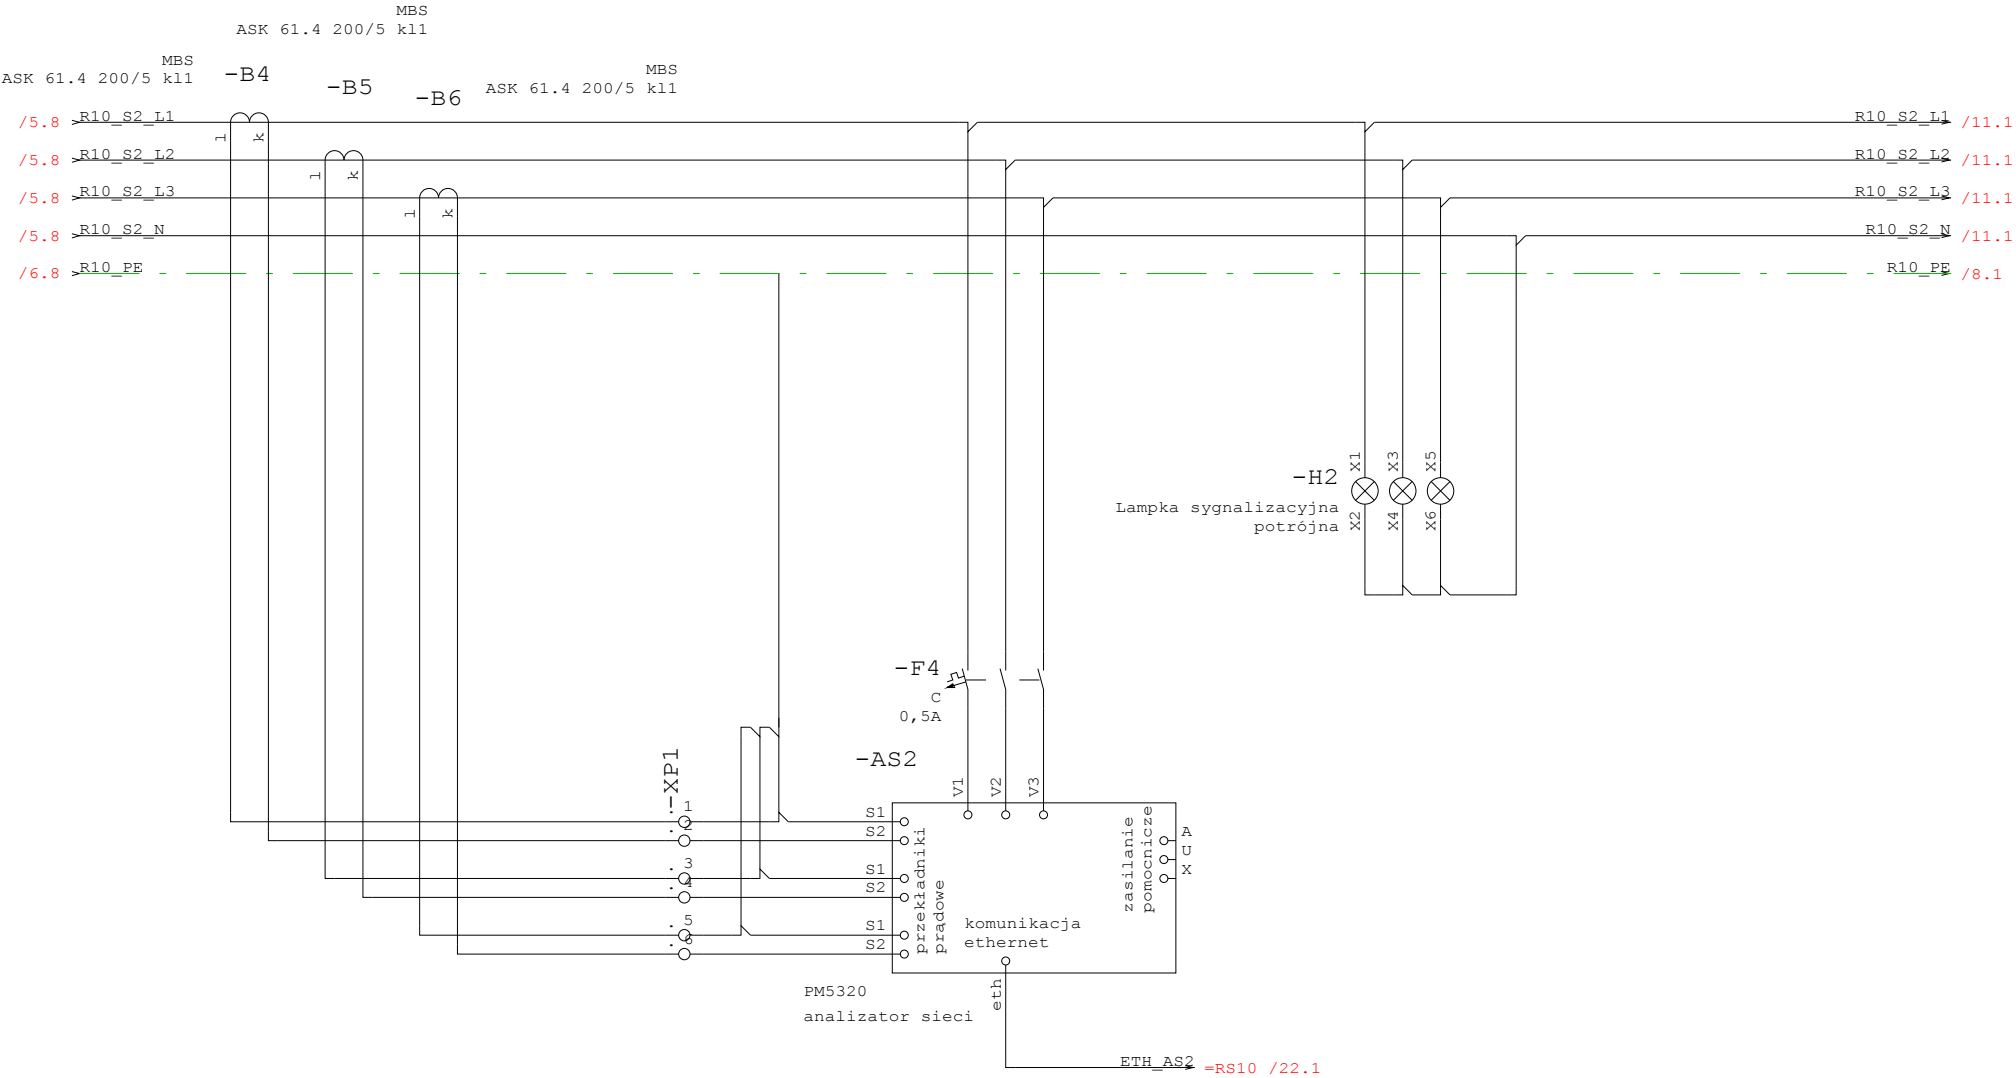 MBS
ASK 61.4 200/5 kl1
MBS
ASK 61.4 200/5 kl1
-B4
-B5
-B6
MBS
ASK 61.4 200/5 kl1
/5.8 R10_S2_L1
l k
R10_S2_L1 /11.1
/5.8 R10_S2_L2
l k
R10_S2_L2 /11.1
/5.8 R10_S2_L3
l k
R10_S2_L3 /11.1
/5.8 R10_S2_N
R10_S2_N /11.1
/6.8 R10_PE
R10_PE /8.1
X1 X3 X5
-H2
Lampka sygnalizacyjna
potrójna
X2 X4 X6
-F4
C
0,5A
-AS2
-XP1
V1 V2 V3
1
2
3
4
5
6
S1
S2
S1
S2
S1
S2
przekładniki
prądowe
zasilanie
pomocnicze
A
U
X
komunikacja
ethernet
eth
PM5320
analizator sieci
ETH_AS2 =RS10 /22.1